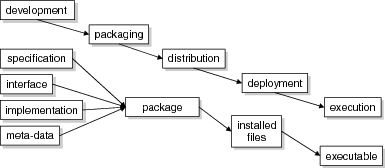 development
packaging
distribution
deployment
execution
specification
interface
implementation
meta-data
package
installed
files
executable